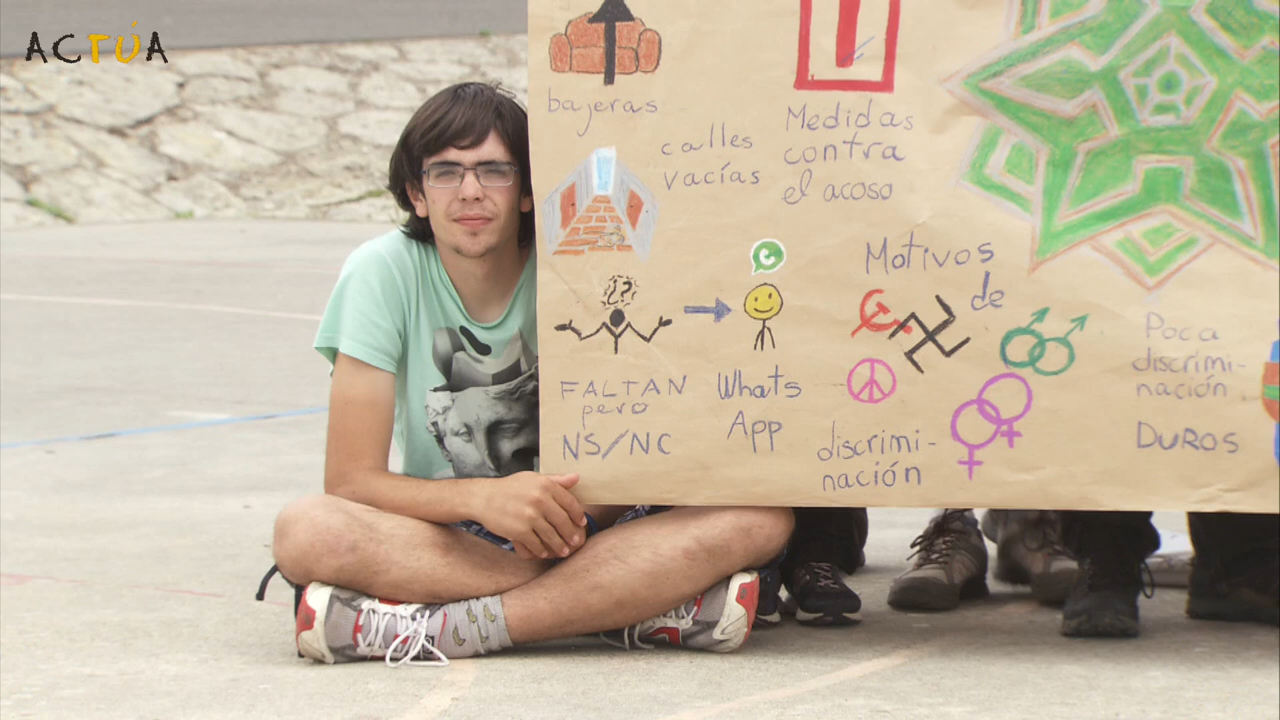 ACTÚA
bajeras
calles
vacías
Medidas
contra
el acoso
¿?
FALTAN
pero
NS/NC
Whats
App
Motivos
de
discrimi-
nación
Poca
discrimi-
nación
DUROS